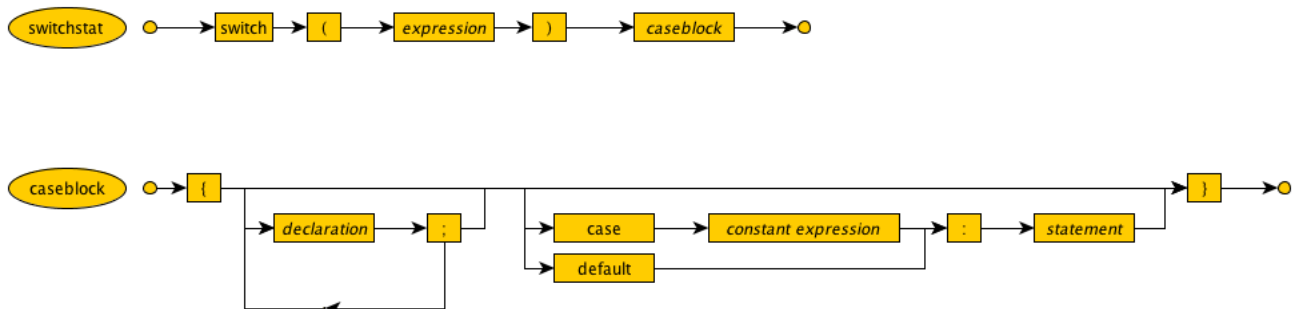 switchstat switch ( expression ) caseblock
caseblock { }
declaration ; case constant expression : statement
default